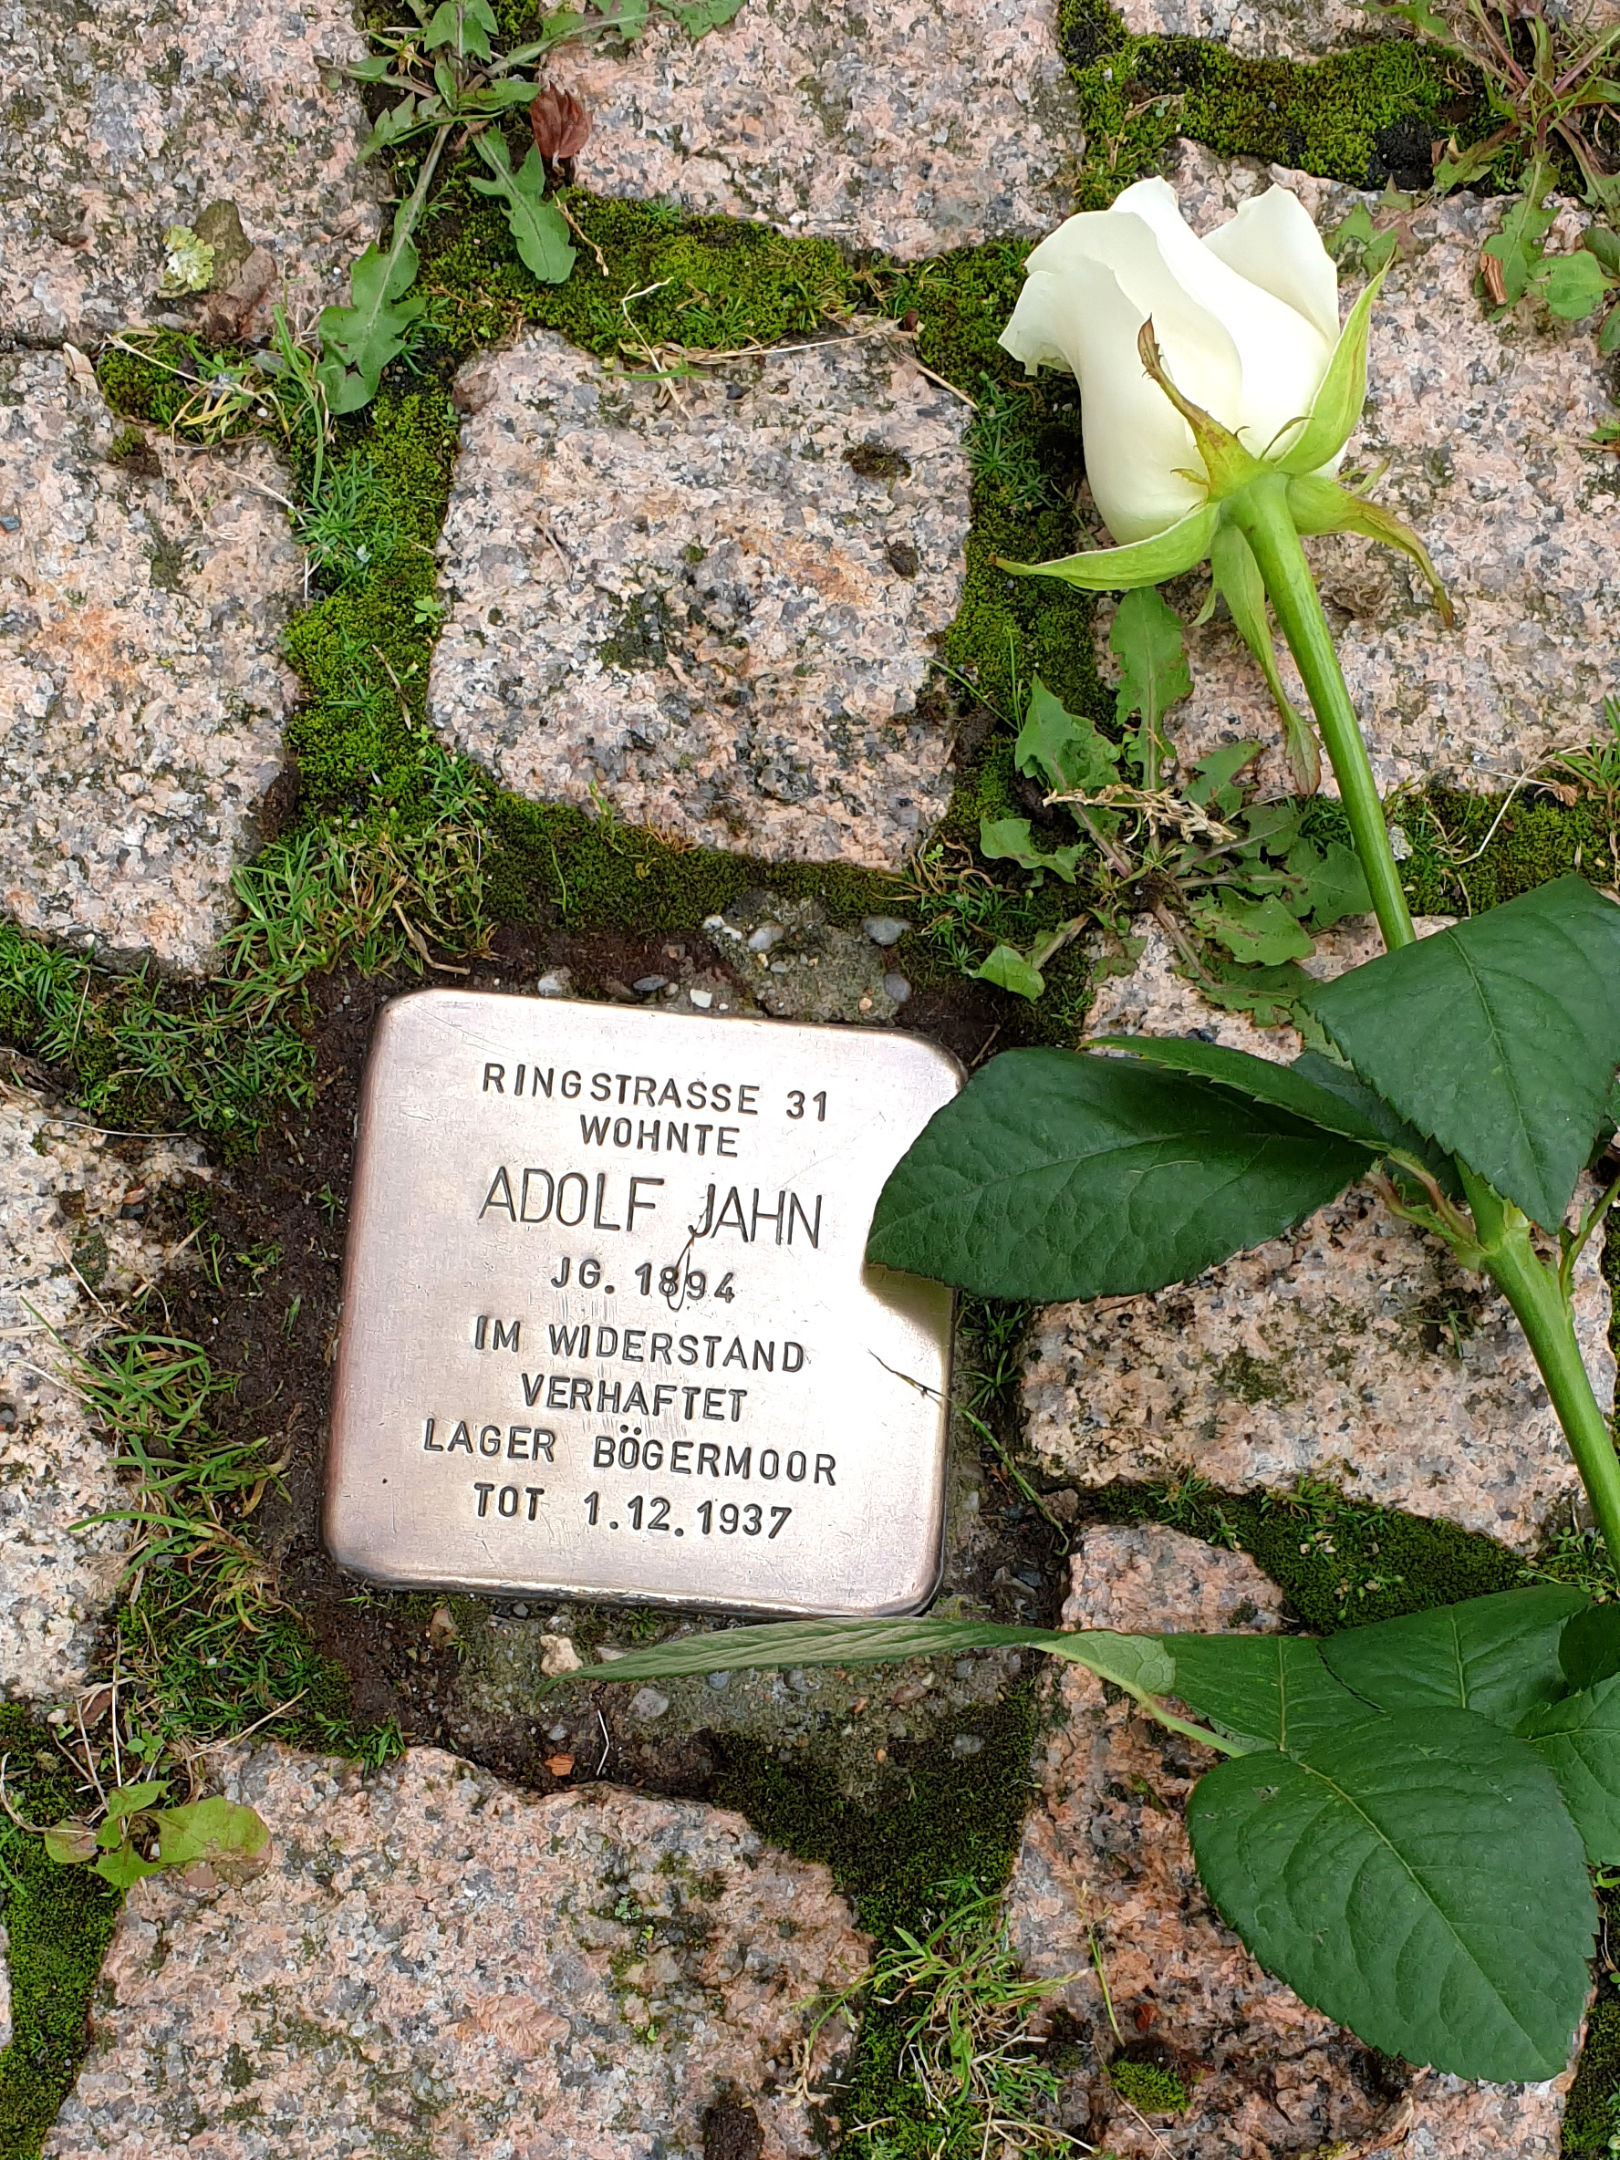 RINGSTRASSE 31
WOHNTE
ADOLF JAHN
JG. 1894
IM WIDERSTAND
VERHAFTET
LAGER BÖGERMOOR
TOT 1.12.1937